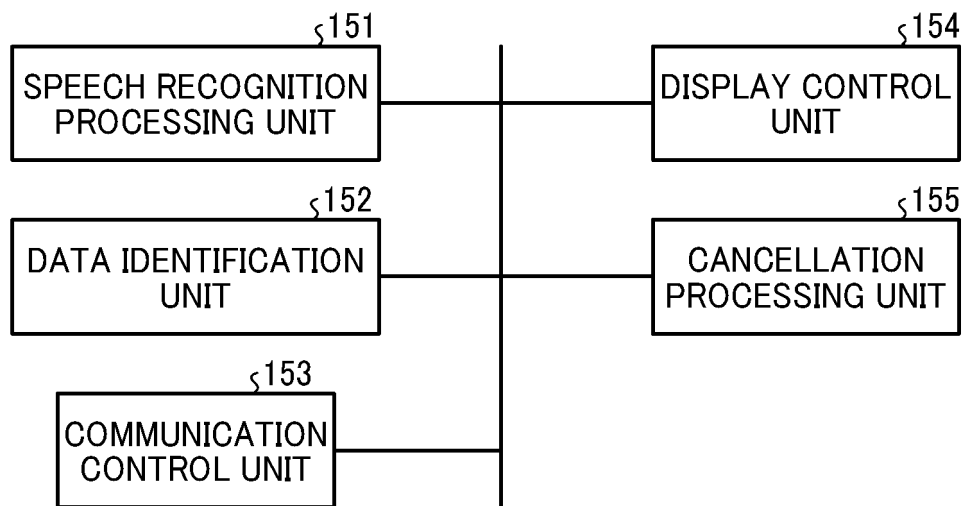 151
SPEECH RECOGNITION
PROCESSING UNIT
152
DATA IDENTIFICATION
UNIT
153
COMMUNICATION
CONTROL UNIT
154
DISPLAY CONTROL
UNIT
155
CANCELLATION
PROCESSING UNIT